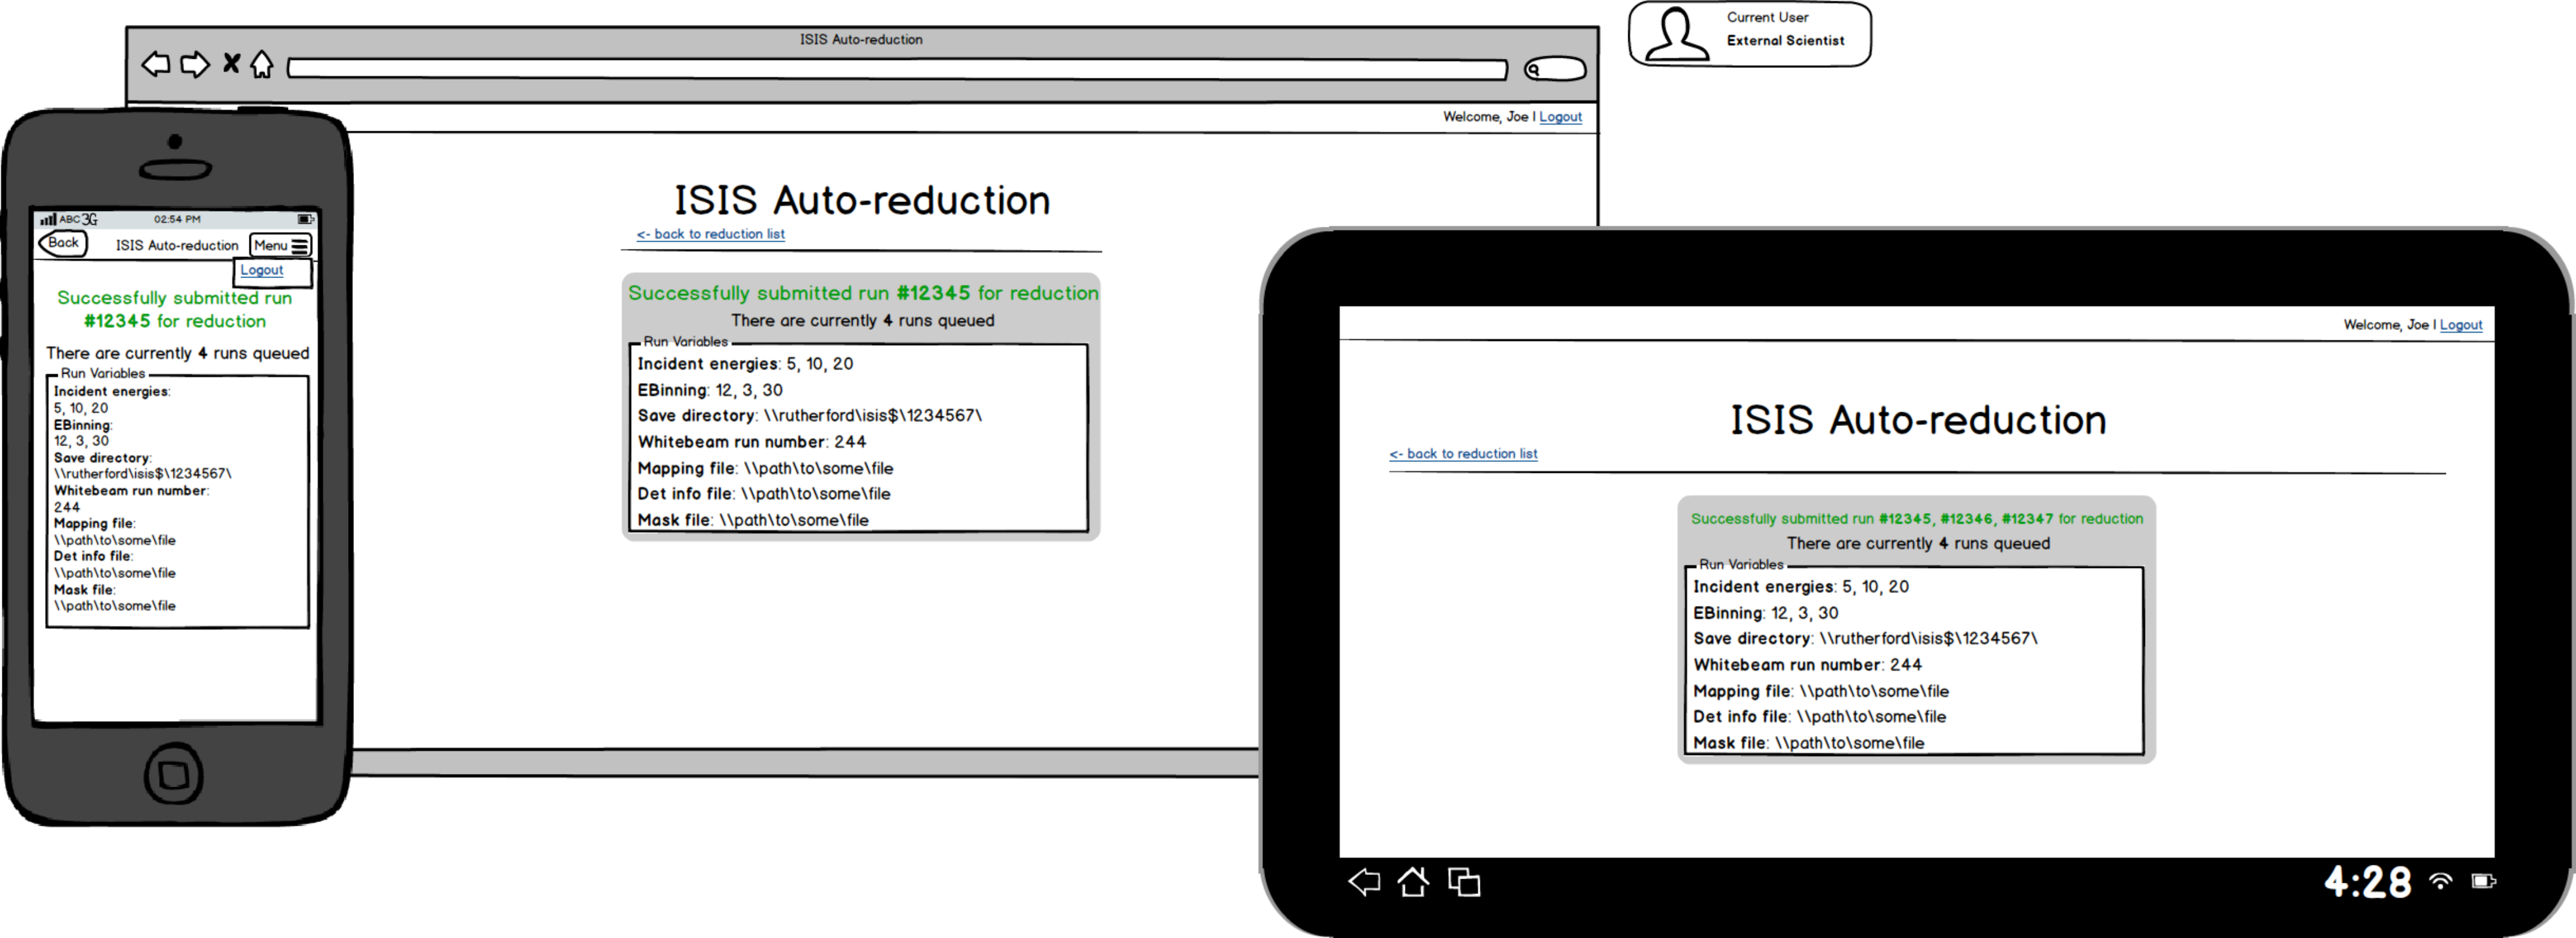 ISIS Auto-reduction
Welcome, Joe | Logout
ISIS Auto-reduction
<- back to reduction list
Successfully submitted run #12345 for reduction
There are currently 4 runs queued
Run Variables
Incident energies: 5, 10, 20
EBinning: 12, 3, 30
Save directory: \\rutherford\isis$\1234567\
Whitebeam run number: 244
Mapping file: \\path\to\some\file
Det info file: \\path\to\some\file
Mask file: \\path\to\some\file
Current User
External Scientist
ABC 3G 02:54 PM
Back ISIS Auto-reduction Menu
Logout
Successfully submitted run
#12345 for reduction
There are currently 4 runs queued
Run Variables
Incident energies:
5, 10, 20
EBinning:
12, 3, 30
Save directory:
\\rutherford\isis$\1234567\
Whitebeam run number:
244
Mapping file:
\\path\to\some\file
Det info file:
\\path\to\some\file
Mask file:
\\path\to\some\file
Welcome, Joe | Logout
ISIS Auto-reduction
<- back to reduction list
Successfully submitted run #12345, #12346, #12347 for reduction
There are currently 4 runs queued
Run Variables
Incident energies: 5, 10, 20
EBinning: 12, 3, 30
Save directory: \\rutherford\isis$\1234567\
Whitebeam run number: 244
Mapping file: \\path\to\some\file
Det info file: \\path\to\some\file
Mask file: \\path\to\some\file
4:28